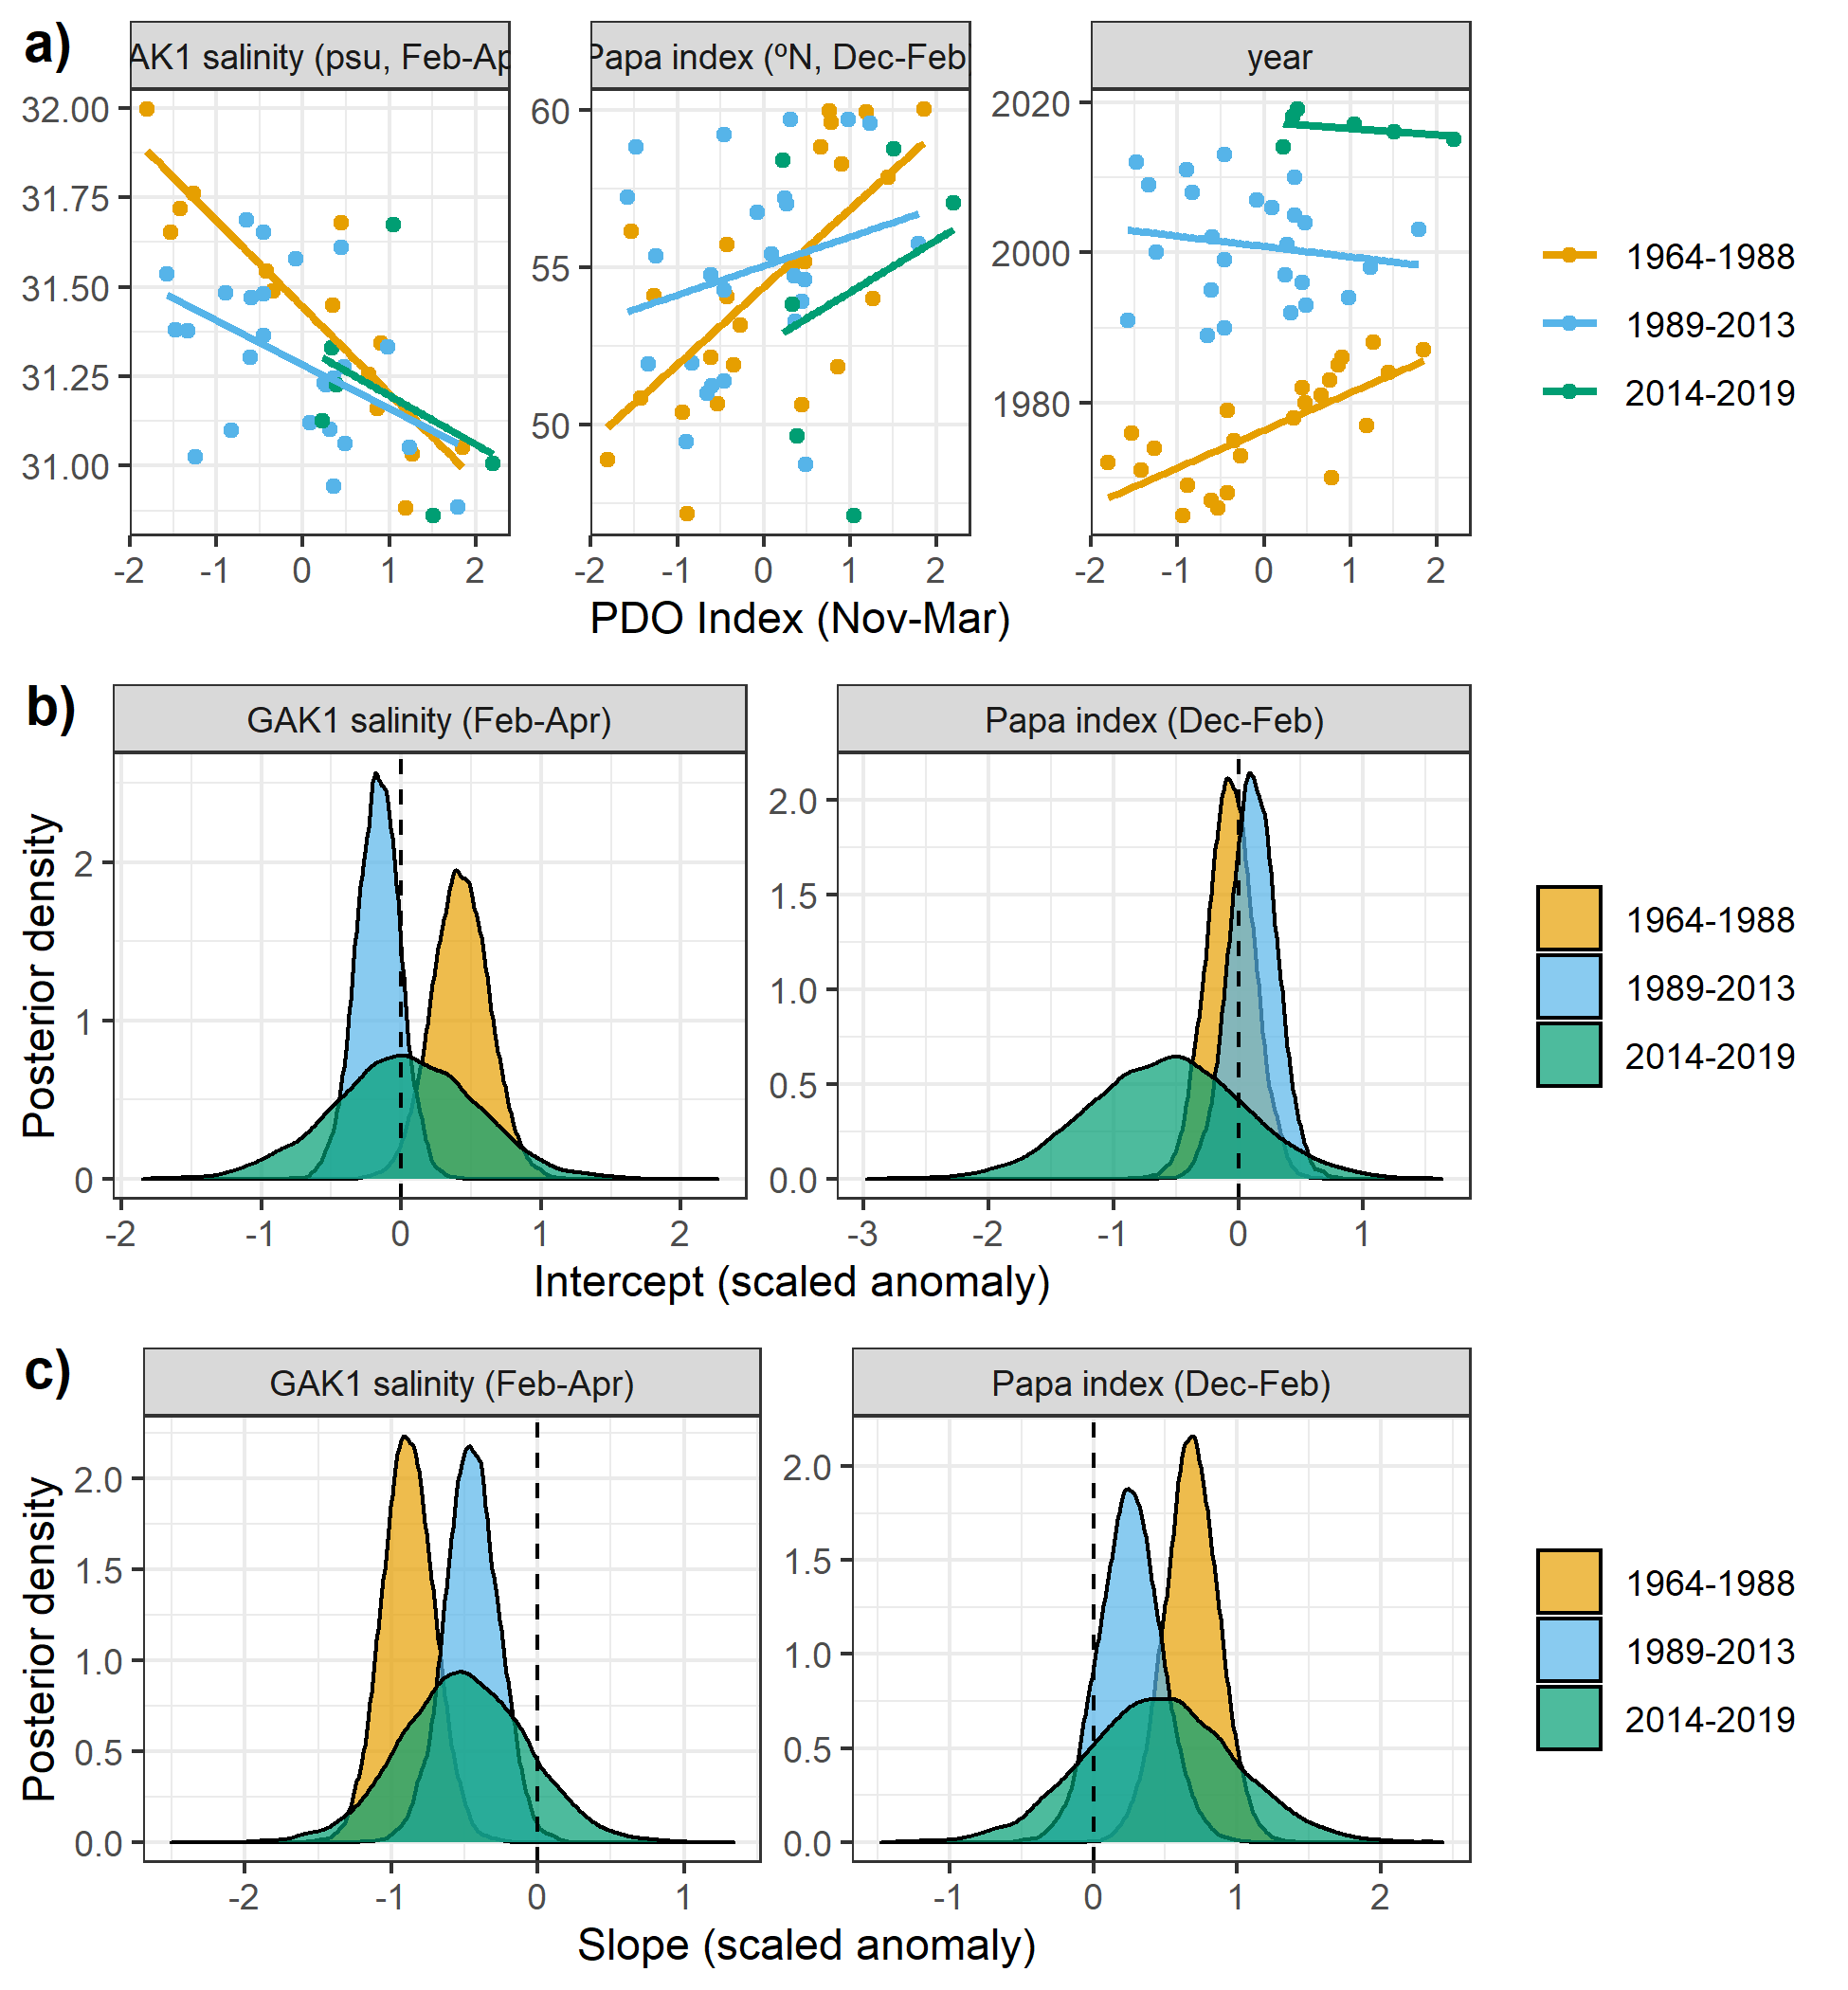 a)
AK1 salinity (psu, Feb-Ap
Papa index (ºN, Dec-Feb)
year
32.00
31.75
31.50
31.25
31.00
60
55
50
2020
2000
1980
-2 -1 0 1 2
-2 -1 0 1 2
-2 -1 0 1 2
PDO Index (Nov-Mar)
1964-1988
1989-2013
2014-2019
b)
GAK1 salinity (Feb-Apr)
Papa index (Dec-Feb)
Posterior density
2
1
0
2.0
1.5
1.0
0.5
0.0
-2 -1 0 1 2
-3 -2 -1 0 1
Intercept (scaled anomaly)
1964-1988
1989-2013
2014-2019
c)
GAK1 salinity (Feb-Apr)
Papa index (Dec-Feb)
Posterior density
2.0
1.5
1.0
0.5
0.0
2.0
1.5
1.0
0.5
0.0
-2 -1 0 1
-1 0 1 2
Slope (scaled anomaly)
1964-1988
1989-2013
2014-2019